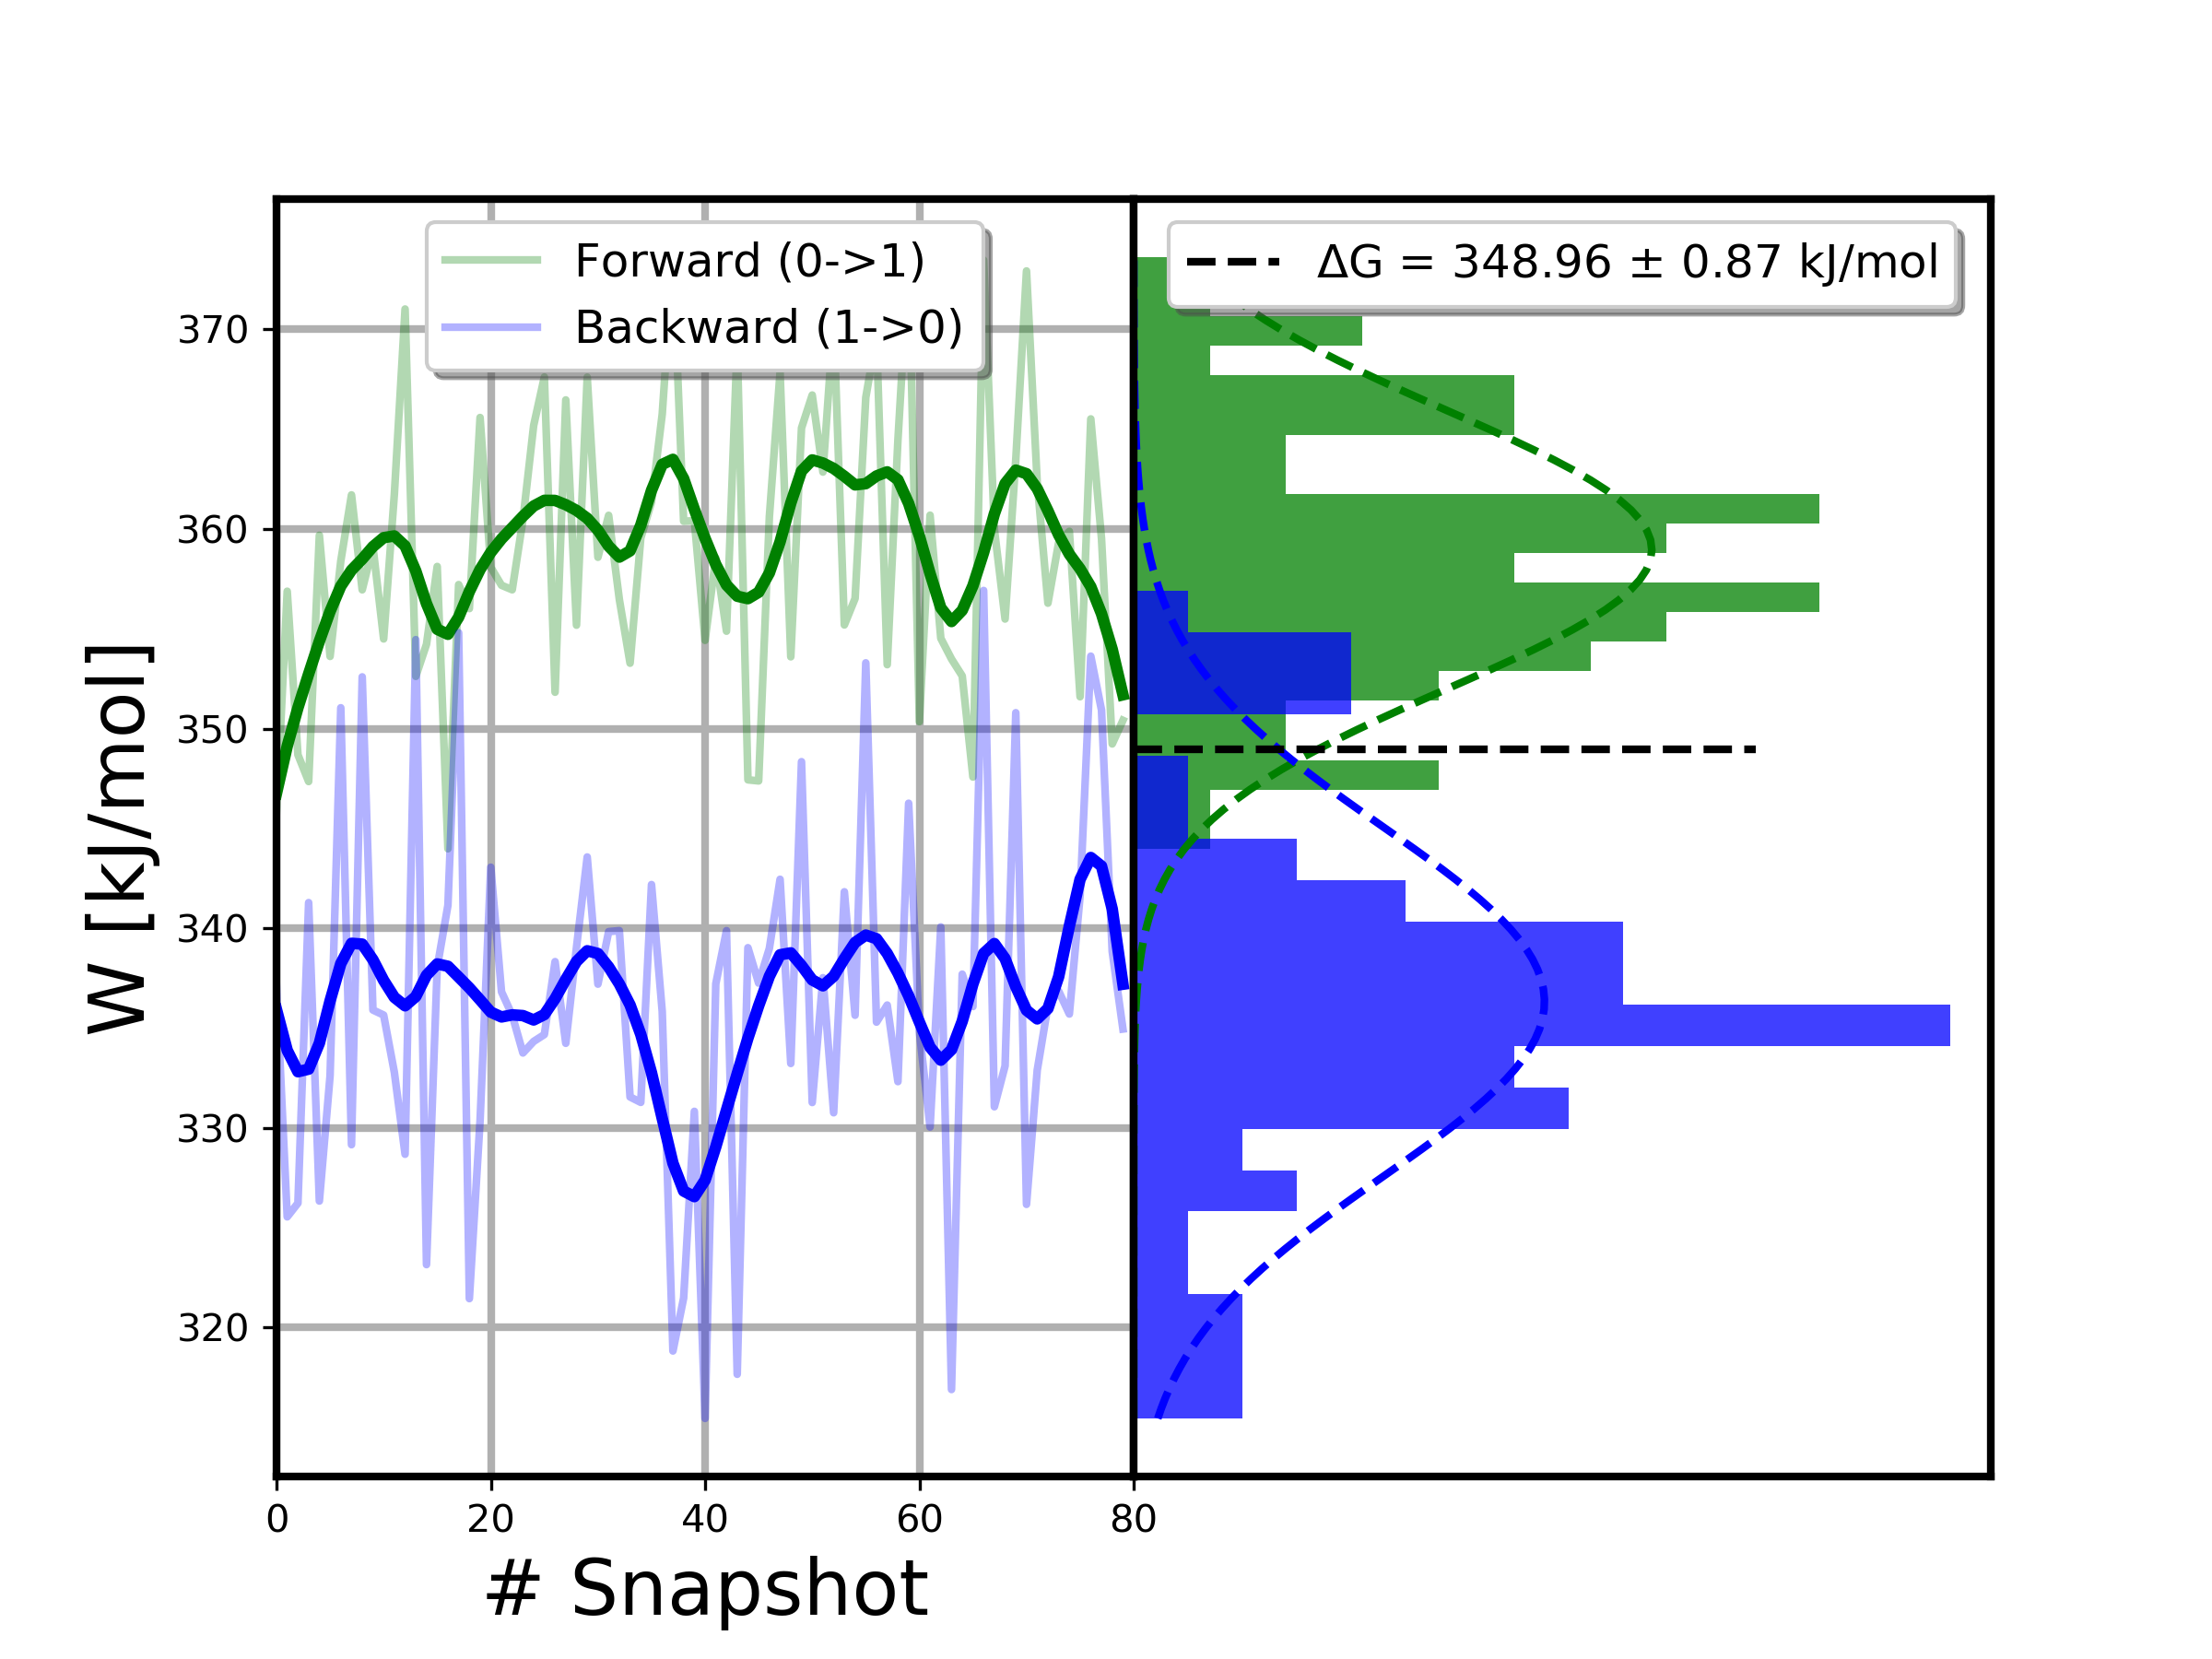 Forward (0->1)
Backward (1->0)
ΔG = 348.96 ± 0.87 kJ/mol
W [kJ/mol]
370
360
350
340
330
320
0 20 40 60 80
# Snapshot